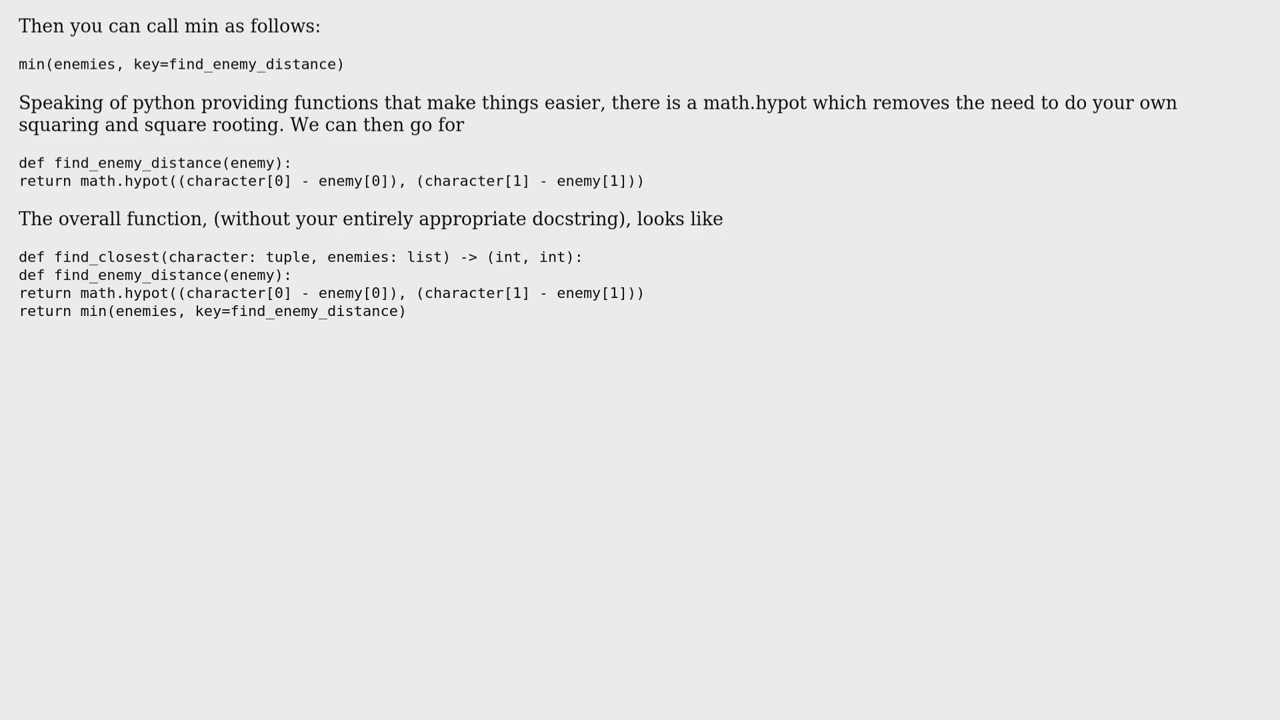 Then you can call min as follows:
min(enemies, key=find_enemy_distance)
Speaking of python providing functions that make things easier, there is a math.hypot which removes the need to do your own
squaring and square rooting. We can then go for
def find_enemy_distance(enemy):
return math.hypot((character[0] - enemy[0]), (character[1] - enemy[1]))
The overall function, (without your entirely appropriate docstring), looks like
def find_closest(character: tuple, enemies: list) -> (int, int):
def find_enemy_distance(enemy):
return math.hypot((character[0] - enemy[0]), (character[1] - enemy[1]))
return min(enemies, key=find_enemy_distance)